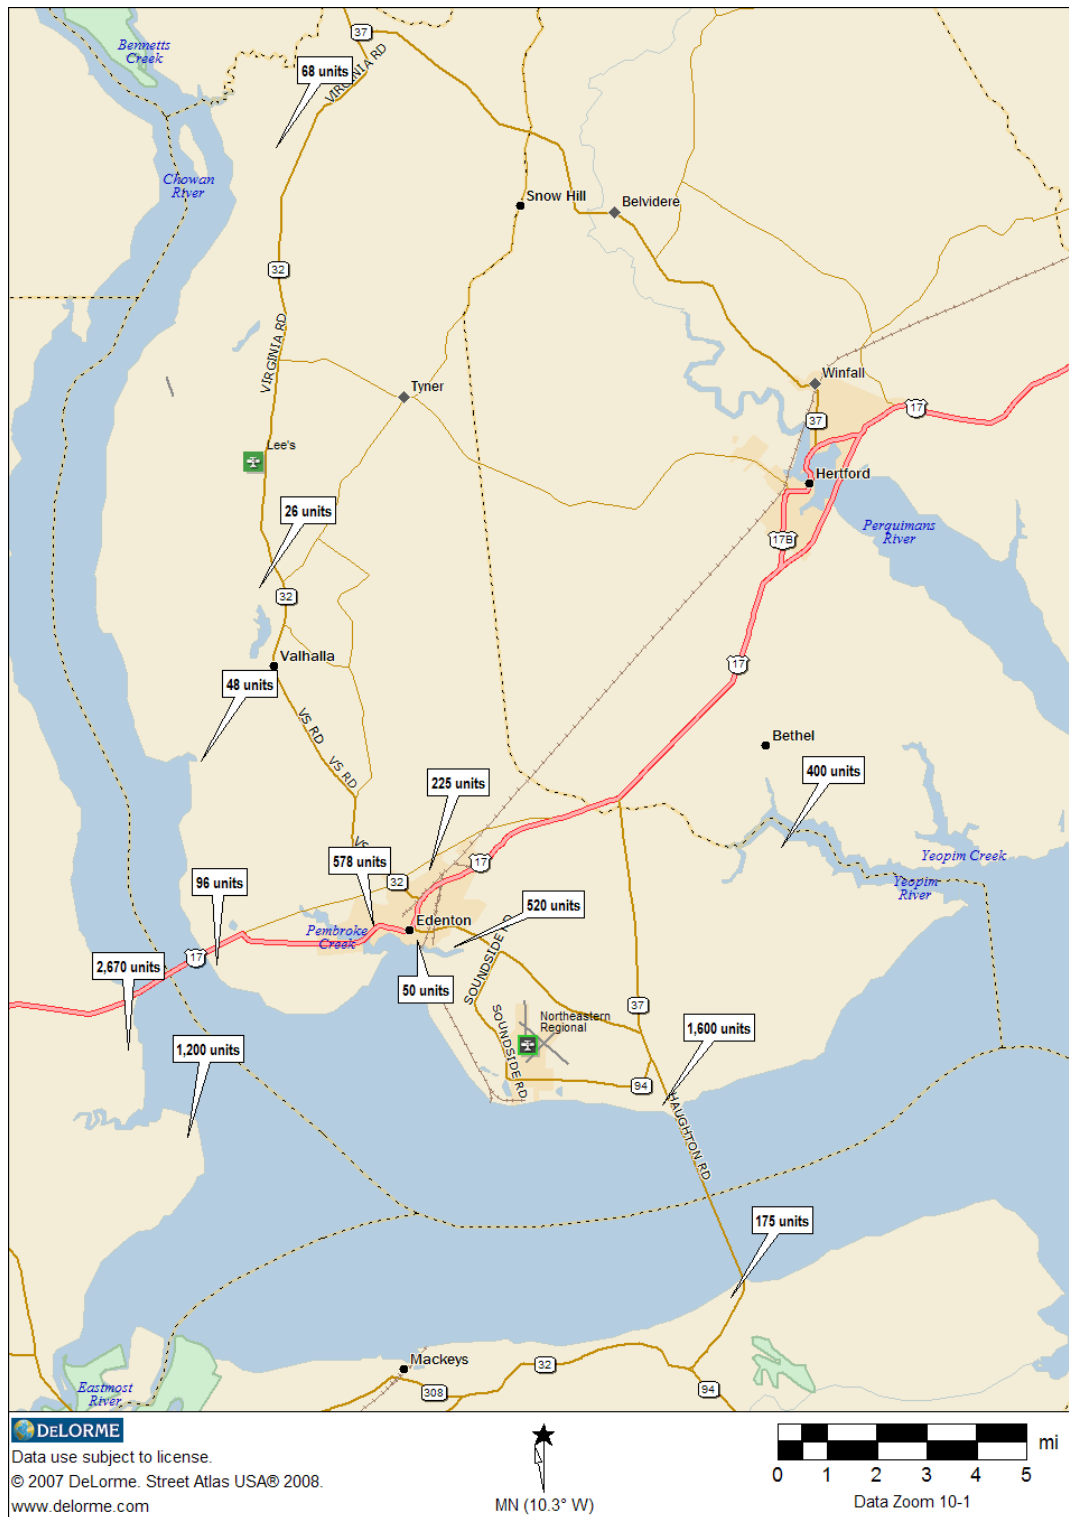 Bennetts
Creek
37
68 units
VIRGINIA RD
Chowan
River
Snow Hill
Belvidere
32
VIRGINIA RD
Winfall
Tyner
17
37
Lee's
Hertford
26 units
Perquimans
River
17B
32
Valhalla
17
48 units
VS RD
Bethel
VS RD
400 units
225 units
VS
578 units
17
Yeopim Creek
96 units
32
Yeopim
River
520 units
Edenton
Pembroke
Creek
SOUNDSIDE RD
17
2,670 units
50 units
37
Northeastern
Regional
SOUNDSIDE RD
1,600 units
1,200 units
94
HAUGHTON RD
175 units
Mackeys
32
Eastmost
River
308
94
DELORME
Data use subject to license.
© 2007 DeLorme. Street Atlas USA® 2008.
www.delorme.com
MN (10.3° W)
mi
0 1 2 3 4 5
Data Zoom 10-1